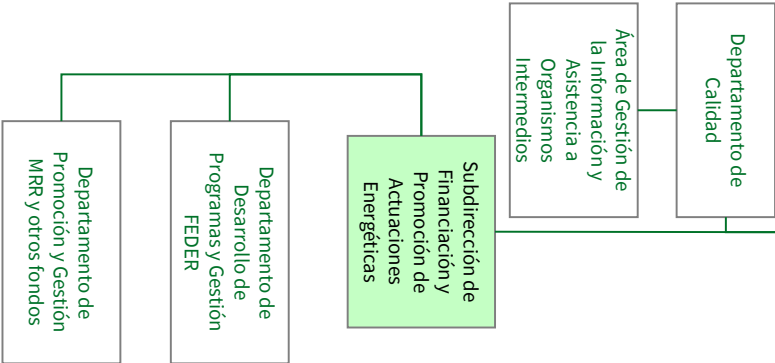 Departamento de
Calidad
Área de Gestión de
la Información y
Asistencia a
Organismos
Intermedios
Subdirección de
Financiación y
Promoción de
Actuaciones
Energéticas
Departamento de
Desarrollo de
Programas y Gestión
FEDER
Departamento de
Promoción y Gestión
MRR y otros fondos